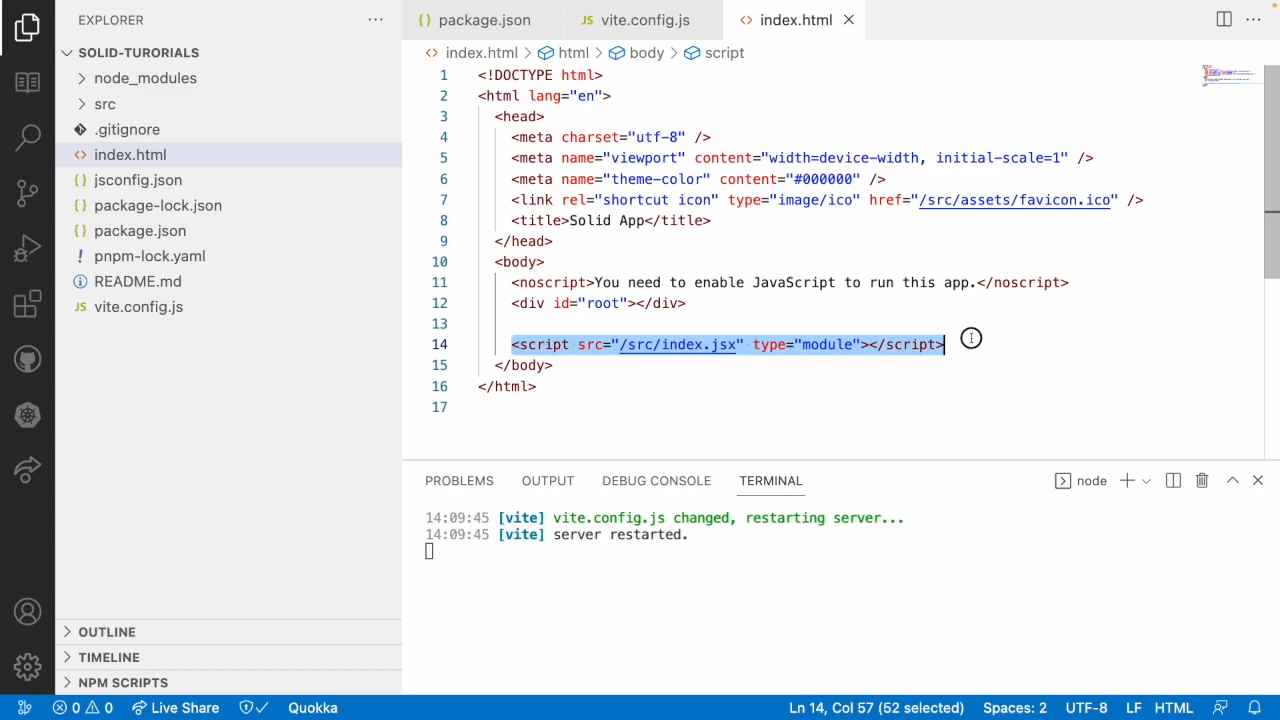 EXPLORER
SOLID-TURORIALS
node_modules
src
.gitignore
index.html
jsconfig.json
package-lock.json
package.json
pnpm-lock.yaml
README.md
JS vite.config.js
OUTLINE
TIMELINE
NPM SCRIPTS
{} package.json JS vite.config.js <> index.html
<> index.html > html > body > script
1 <!DOCTYPE html>
2 <html lang="en">
3 <head>
4 <meta charset="utf-8" />
5 <meta name="viewport" content="width=device-width, initial-scale=1" />
6 <meta name="theme-color" content="#000000" />
7 <link rel="shortcut icon" type="image/ico" href="/src/assets/favicon.ico" />
8 <title>Solid App</title>
9 </head>
10 <body>
11 <noscript>You need to enable JavaScript to run this app.</noscript>
12 <div id="root"></div>
13
14 <script src="/src/index.jsx" type="module"></script>
15 </body>
16 </html>
17
PROBLEMS OUTPUT DEBUG CONSOLE TERMINAL node
14:09:45 [vite] vite.config.js changed, restarting server...
14:09:45 [vite] server restarted.
0 0 Live Share Quokka Ln 14, Col 57 (52 selected) Spaces: 2 UTF-8 LF HTML